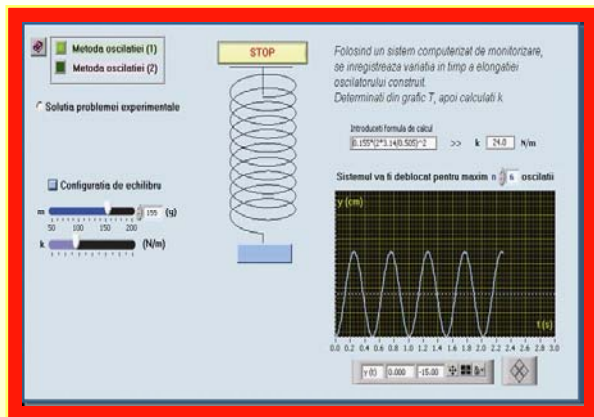 Metoda oscilatiei (1)
Metoda oscilatiei (2)
Solutia problemei experimentale
Configuratia de echilibru
m 155 (g)
50 100 150 200
k (N/m)
STOP
Folosind un sistem computerizat de monitorizare,
se inregistreaza variatia in timp a elongatiei
oscilatorului construit.
Determinati din grafic T, apoi calculati k
Introduceti formula de calcul
0.155*(2*3.14/0.505)^2 >> k 24.0 N/m
Sistemul va fi deblocat pentru maxim n 6 oscilatii
y (cm)
t (s)
0.0 0.2 0.4 0.6 0.8 1.0 1.2 1.4 1.6 1.8 2.0 2.2 2.4 2.6 2.8 3.0
y (t) 0.000 -15.00